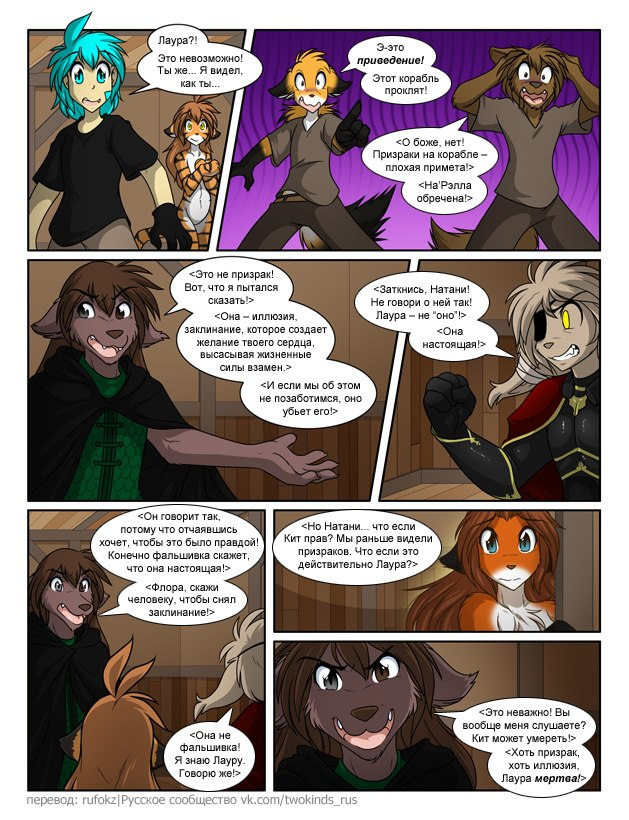 Лаура?!
Это невозможно!
Ты же... Я видел,
как ты...
Э-это
приведение!
Этот корабль
проклят!
<О боже, нет!
Призраки на корабле –
плохая примета!>
<На'Рэлла
обречена!>
<Это не призрак!
Вот, что я пытался
сказать!>
<Она – иллюзия,
заклинание, которое создает
желание твоего сердца,
высасывая жизненные
силы взамен.>
<И если мы об этом
не позаботимся, оно
убьет его!>
<Заткнись, Натани!
Не говори о ней так!
Лаура – не “оно”!>
<Она
настоящая!>
<Он говорит так,
потому что отчаявшись
хочет, чтобы это было правдой!
Конечно фальшивка скажет,
что она настоящая!>
<Флора, скажи
человеку, чтобы снял
заклинание!>
<Она не
фальшивка!
Я знаю Лауру.
Говорю же!>
<Но Натани... что если
Кит прав? Мы раньше видели
призраков. Что если это
действительно Лаура?>
<Это неважно! Вы
вообще меня слушаете?
Кит может умереть!>
<Хоть призрак,
хоть иллюзия,
Лаура мертва!>
перевод: rufokz|Русское сообщество vk.com/twokinds_rus